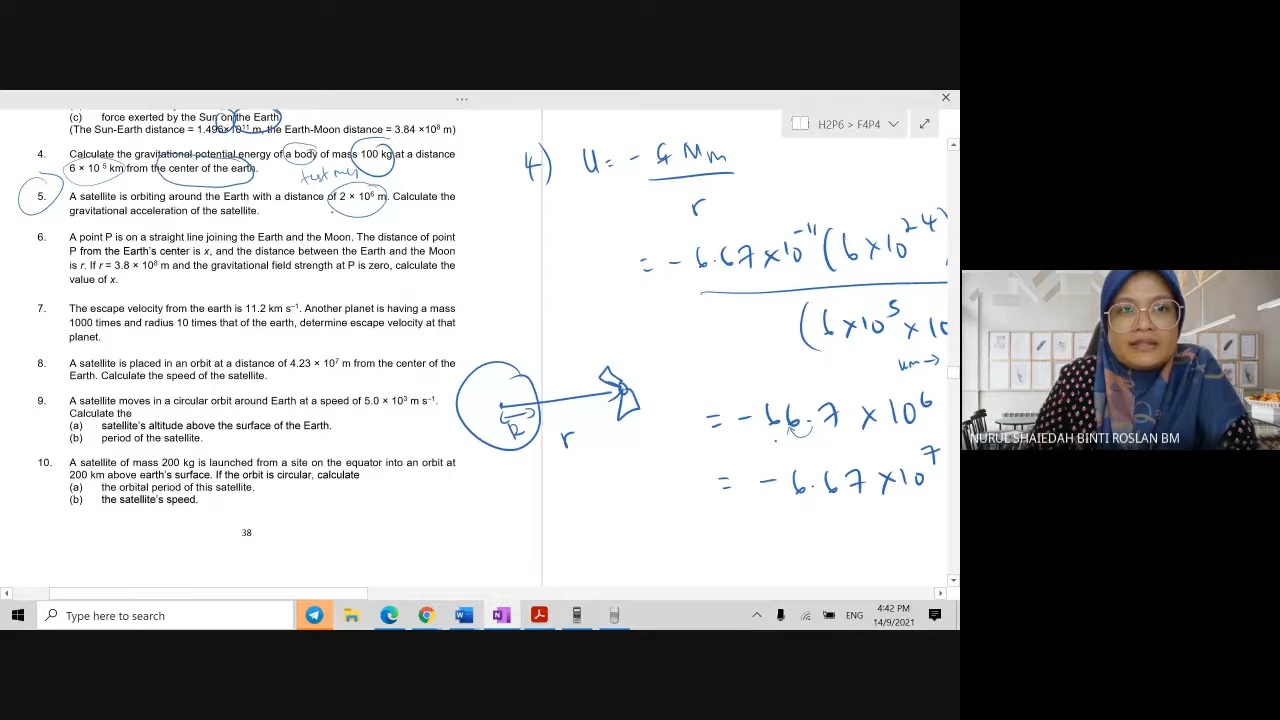 H2P6 > F4P4
(c) force exerted by the Sun on the Earth
(The Sun-Earth distance = 1.496×10¹¹ m, the Earth-Moon distance = 3.84 ×10⁸ m)
4. Calculate the gravitational potential energy of a body of mass 100 kg at a distance
6 × 10⁵ km from the center of the earth.
test mass
5. A satellite is orbiting around the Earth with a distance of 2 × 10⁶ m. Calculate the
gravitational acceleration of the satellite.
6. A point P is on a straight line joining the Earth and the Moon. The distance of point
P from the Earth's center is x, and the distance between the Earth and the Moon
is r. If r = 3.8 × 10⁸ m and the gravitational field strength at P is zero, calculate the
value of x.
7. The escape velocity from the earth is 11.2 km s⁻¹. Another planet is having a mass
1000 times and radius 10 times that of the earth, determine escape velocity at that
planet.
8. A satellite is placed in an orbit at a distance of 4.23 × 10⁷ m from the center of the
Earth. Calculate the speed of the satellite.
9. A satellite moves in a circular orbit around Earth at a speed of 5.0 × 10³ m s⁻¹.
Calculate the
(a) satellite's altitude above the surface of the Earth.
(b) period of the satellite.
10. A satellite of mass 200 kg is launched from a site on the equator into an orbit at
200 km above earth's surface. If the orbit is circular, calculate
(a) the orbital period of this satellite.
(b) the satellite's speed.
38
4) U = - G M m
r
= - 6.67 × 10⁻¹¹ (6 × 10²⁴)
(6 × 10⁵ × 10
km →
= - 66.7 × 10⁶
= - 6.67 × 10⁷
R
r
NURUL SHAIEDAH BINTI ROSLAN BM
Type here to search
ENG
4:42 PM
14/9/2021